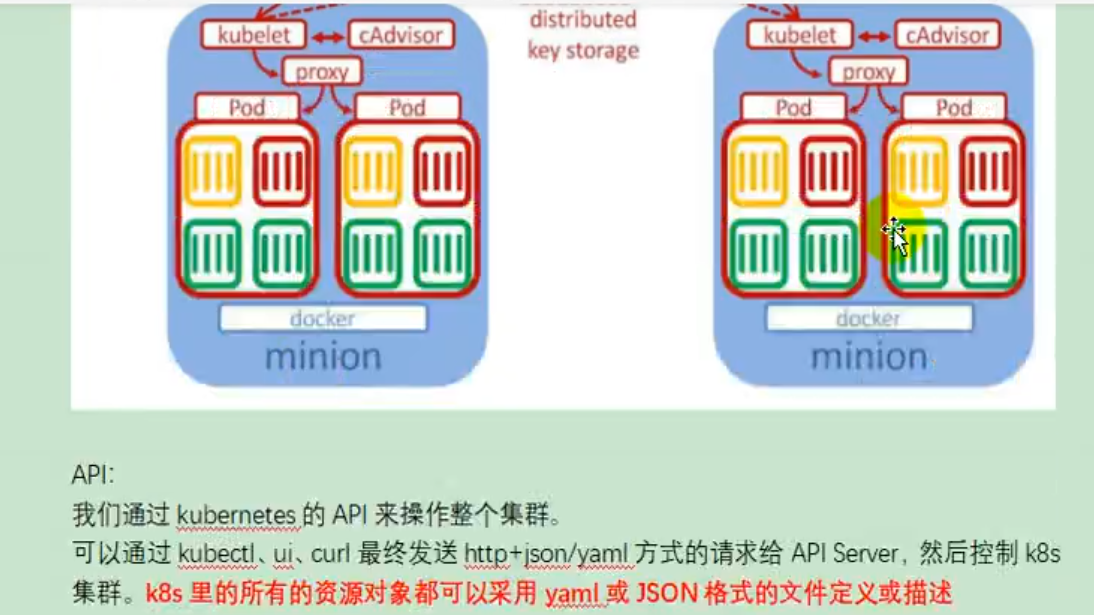 distributed
key storage
kubelet
cAdvisor
proxy
Pod
Pod
docker
minion
kubelet
cAdvisor
proxy
Pod
Pod
docker
minion
API:
我们通过 kubernetes 的 API 来操作整个集群。
可以通过 kubectl、ui、curl 最终发送 http+json/yaml 方式的请求给 API Server，然后控制 k8s
集群。k8s 里的所有的资源对象都可以采用 yaml 或 JSON 格式的文件定义或描述